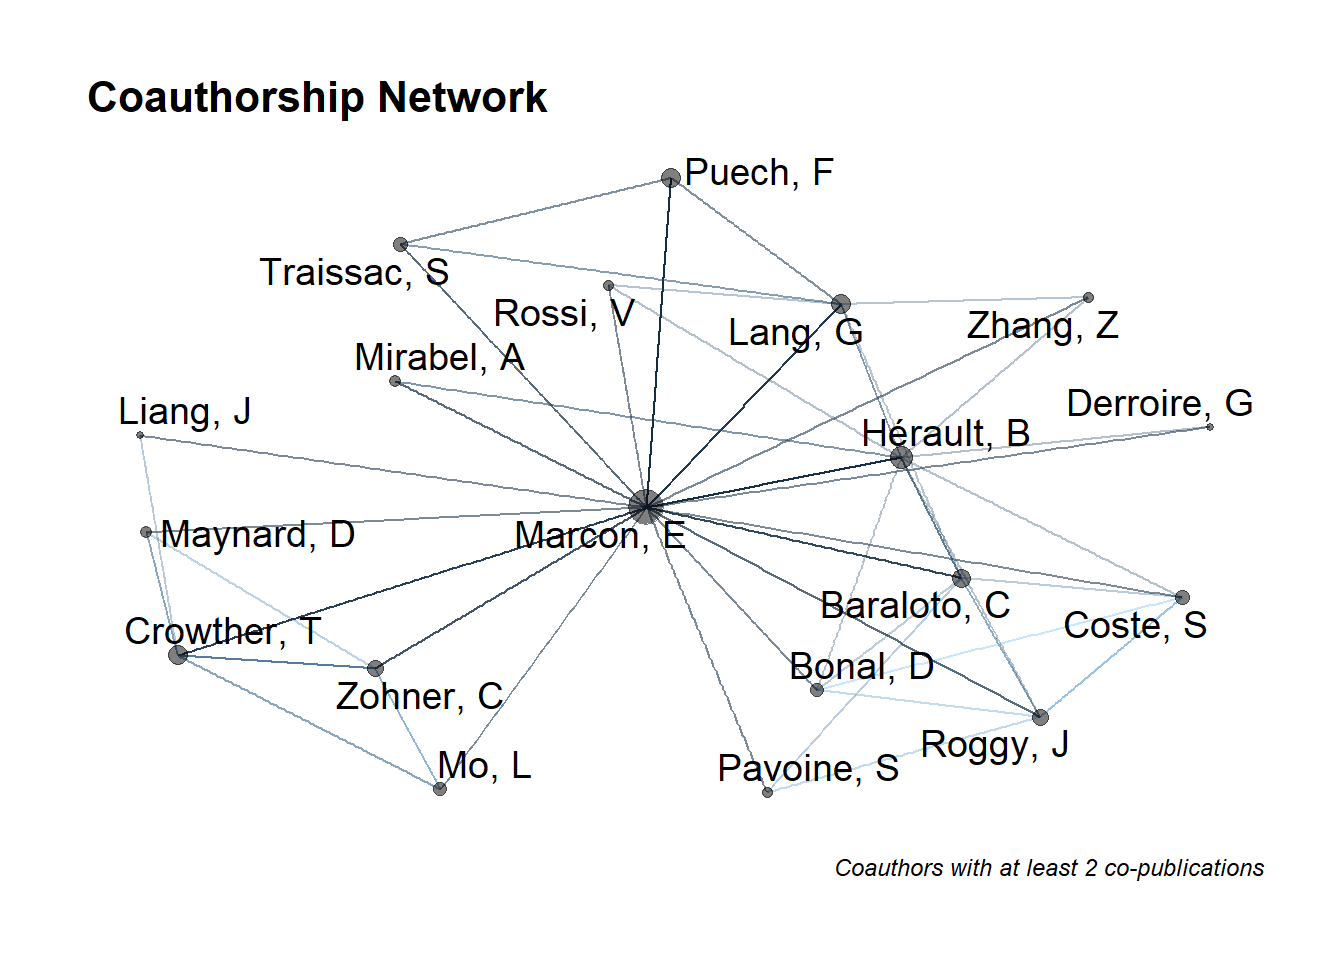 Coauthorship Network
Puech, F
Traissac, S
Rossi, V
Lang, G
Zhang, Z
Mirabel, A
Liang, J
Derroire, G
Hérault, B
Maynard, D
Marcon, E
Baraloto, C
Crowther, T
Coste, S
Bonal, D
Zohner, C
Roggy, J
Mo, L
Pavoine, S
Coauthors with at least 2 co-publications